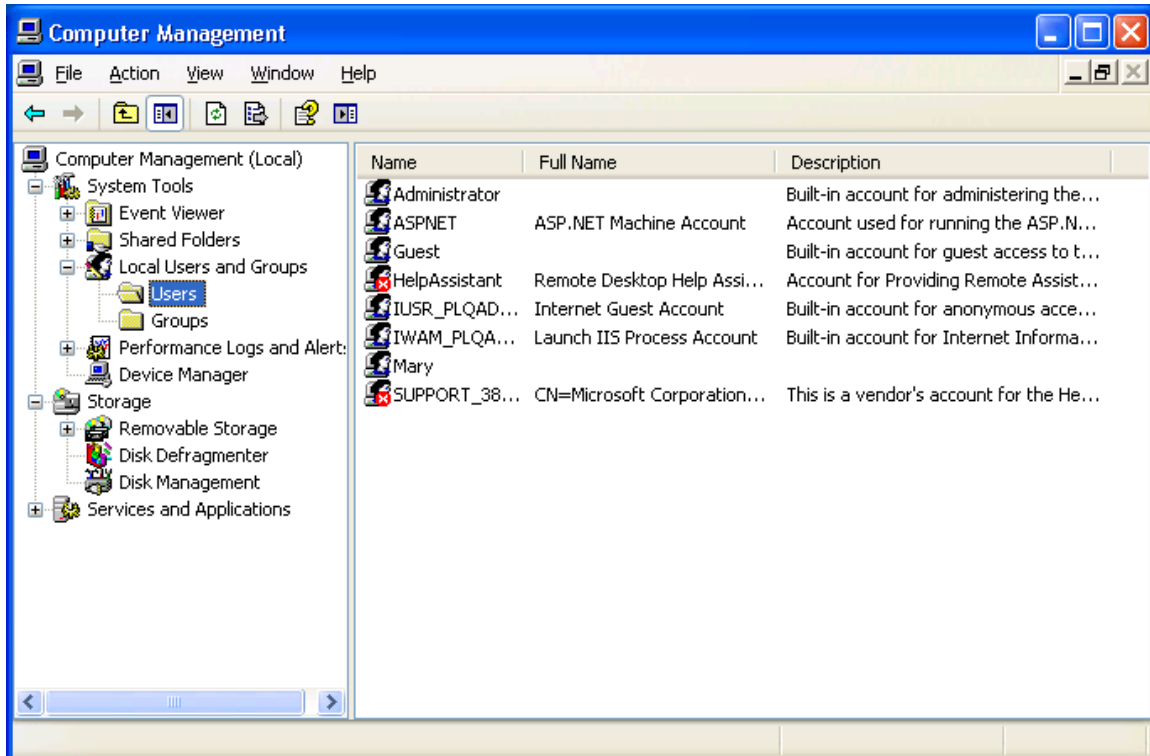 Computer Management
File Action View Window Help
Computer Management (Local)
System Tools
Event Viewer
Shared Folders
Local Users and Groups
Users
Groups
Performance Logs and Alert:
Device Manager
Storage
Removable Storage
Disk Defragmenter
Disk Management
Services and Applications
Name Full Name Description
Administrator Built-in account for administering the...
ASPNET ASP.NET Machine Account Account used for running the ASP.N...
Guest Built-in account for guest access to t...
HelpAssistant Remote Desktop Help Assi... Account for Providing Remote Assist...
IUSR_PLQAD... Internet Guest Account Built-in account for anonymous acce...
IWAM_PLQA... Launch IIS Process Account Built-in account for Internet Informa...
Mary
SUPPORT_38... CN=Microsoft Corporation... This is a vendor's account for the He...